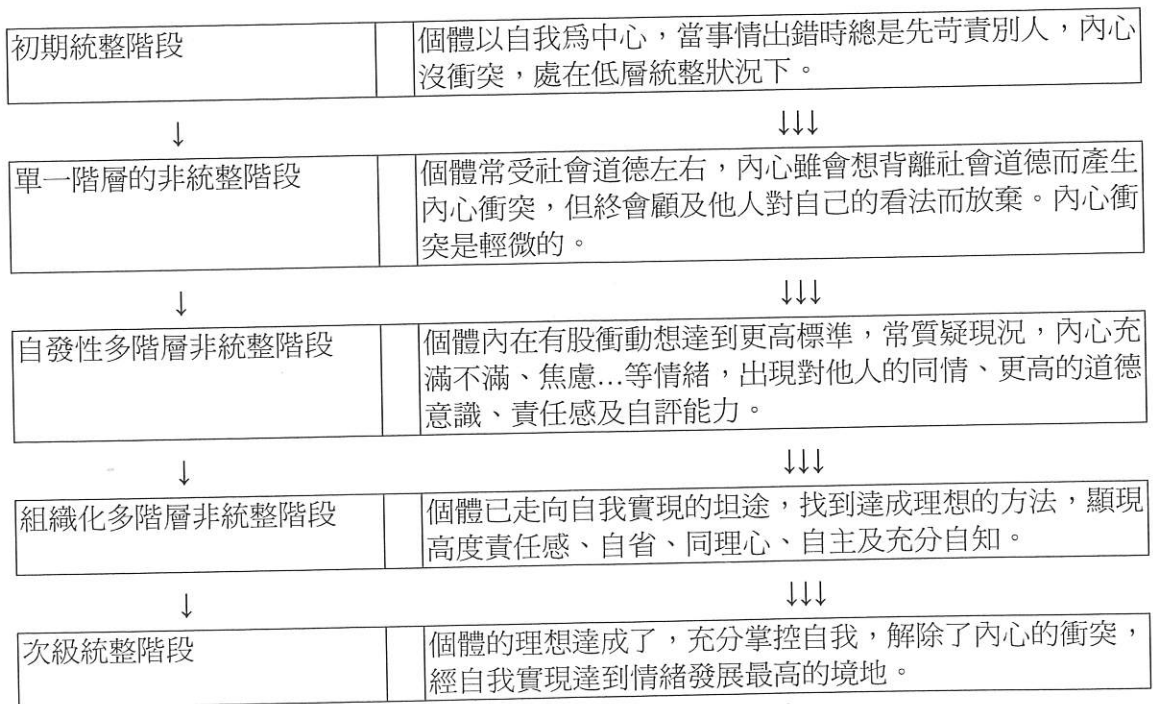 初期統整階段
個體以自我爲中心，當事情出錯時總是先苛責別人，內心
沒衝突，處在低層統整狀況下。
↓ ↓↓↓
單一階層的非統整階段
個體常受社會道德左右，內心雖會想背離社會道德而產生
內心衝突，但終會顧及他人對自己的看法而放棄。內心衝
突是輕微的。
↓ ↓↓↓
自發性多階層非統整階段
個體內在有股衝動想達到更高標準，常質疑現況，內心充
滿不滿、焦慮...等情緒，出現對他人的同情、更高的道德
意識、責任感及自評能力。
↓ ↓↓↓
組織化多階層非統整階段
個體已走向自我實現的坦途，找到達成理想的方法，顯現
高度責任感、自省、同理心、自主及充分自知。
↓ ↓↓↓
次級統整階段
個體的理想達成了，充分掌控自我，解除了內心的衝突，
經自我實現達到情緒發展最高的境地。